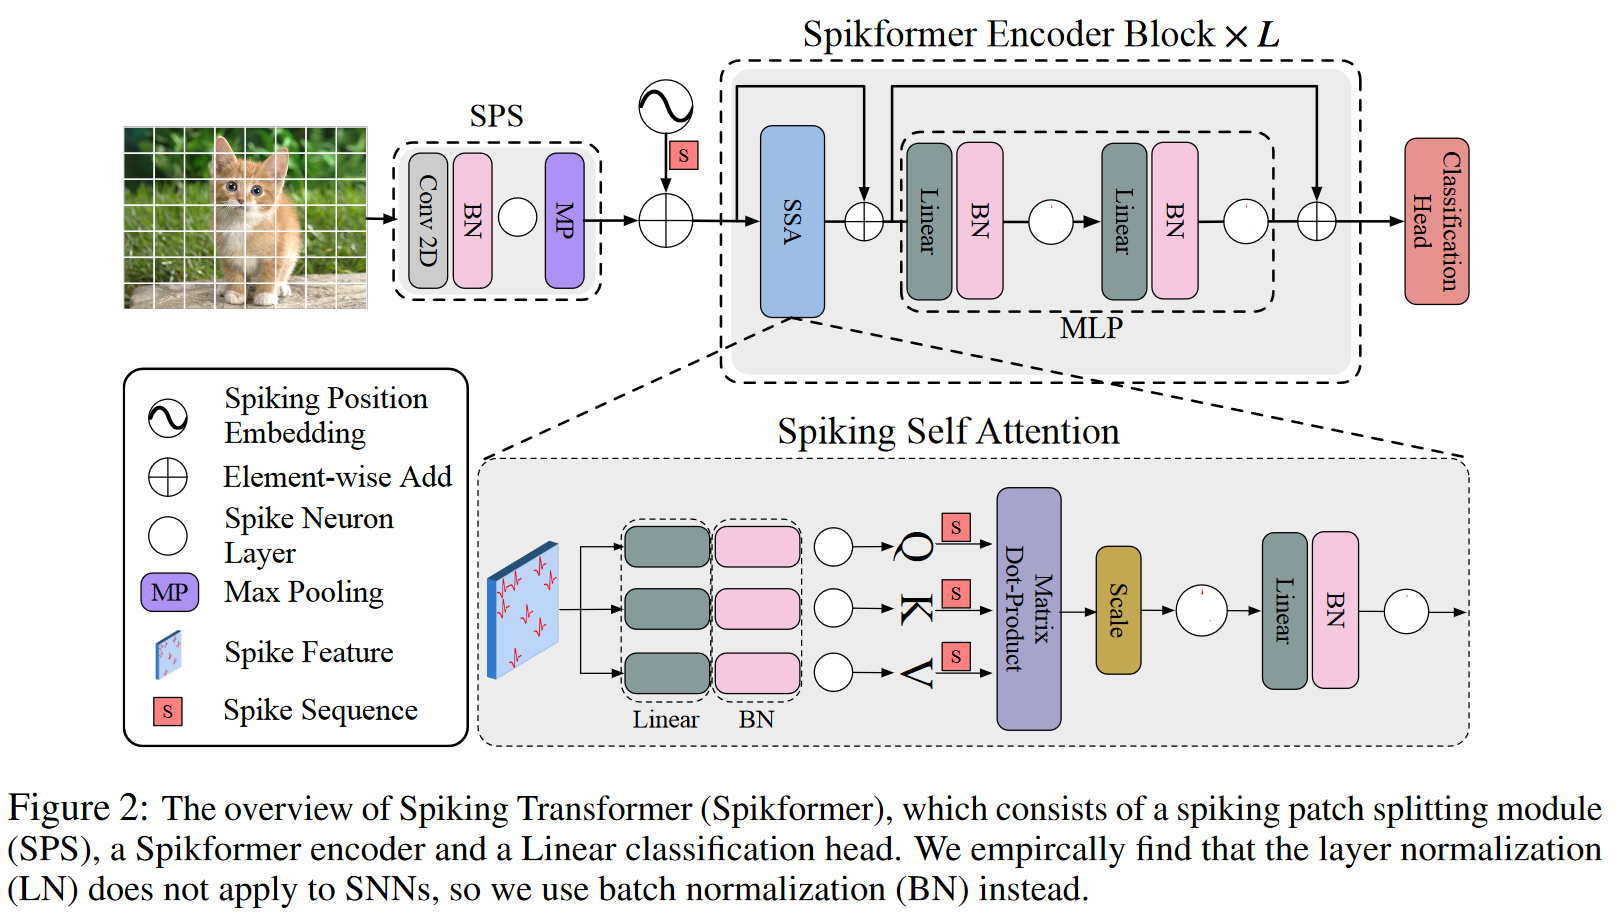 Spikformer Encoder Block × L
SPS
S
Conv 2D
BN
MP
SSA
Linear
BN
Linear
BN
MLP
Classification
Head
Spiking Position
Embedding
Element-wise Add
Spike Neuron
Layer
MP
Max Pooling
Spike Feature
S
Spike Sequence
Spiking Self Attention
Linear
BN
Q
K
V
S
S
S
Matrix
Dot-Product
Scale
Linear
BN
Figure 2: The overview of Spiking Transformer (Spikformer), which consists of a spiking patch splitting module
(SPS), a Spikformer encoder and a Linear classification head. We empircally find that the layer normalization
(LN) does not apply to SNNs, so we use batch normalization (BN) instead.